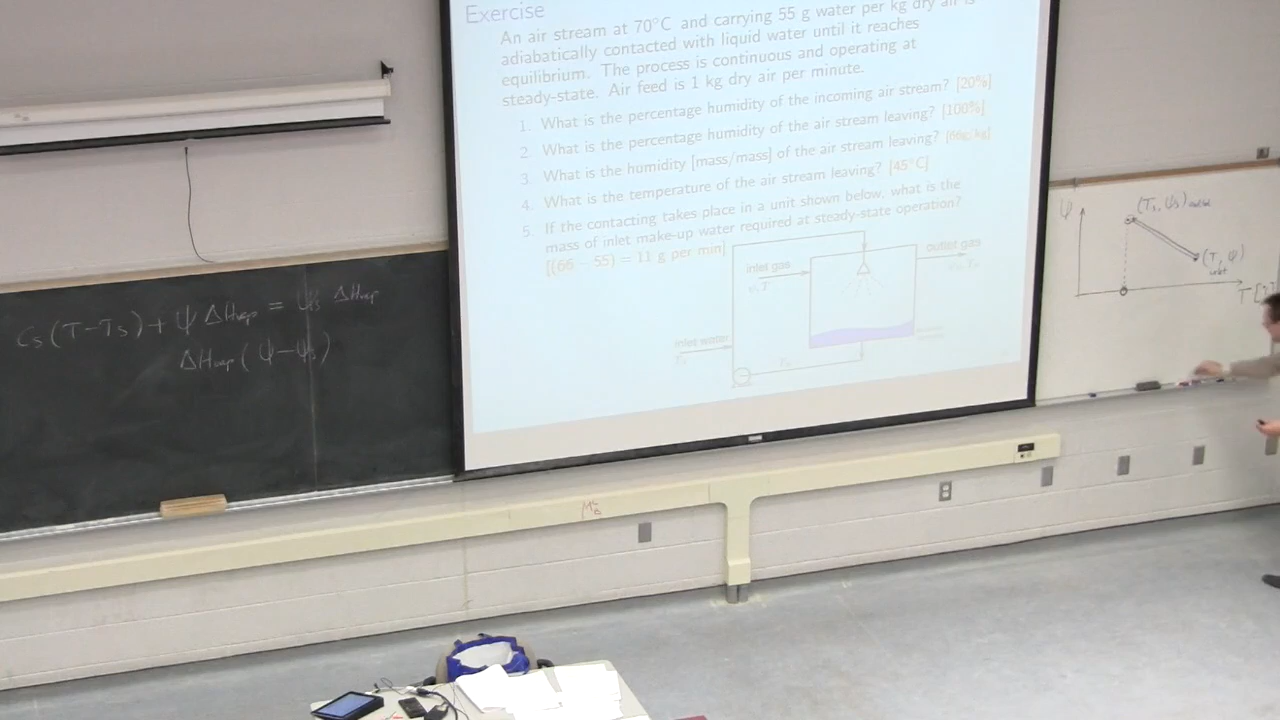 Exercise
An air stream at 70°C and carrying 55 g water per kg dry air is
adiabatically contacted with liquid water until it reaches
equilibrium. The process is continuous and operating at
steady-state. Air feed is 1 kg dry air per minute.
1. What is the percentage humidity of the incoming air stream? [20%]
2. What is the percentage humidity of the air stream leaving? [100%]
3. What is the humidity [mass/mass] of the air stream leaving? [66g/kg]
4. What is the temperature of the air stream leaving? [45°C]
5. If the contacting takes place in a unit shown below, what is the
mass of inlet make-up water required at steady-state operation?
[(66 − 55) = 11 g per min]
inlet gas
outlet gas
inlet water
Cs(T−Ts) + ψ ΔHvap = ψs ΔHvap
ΔHvap(ψ−ψs)
ψ
(Ts, ψs) outlet
(T, ψ)
inlet